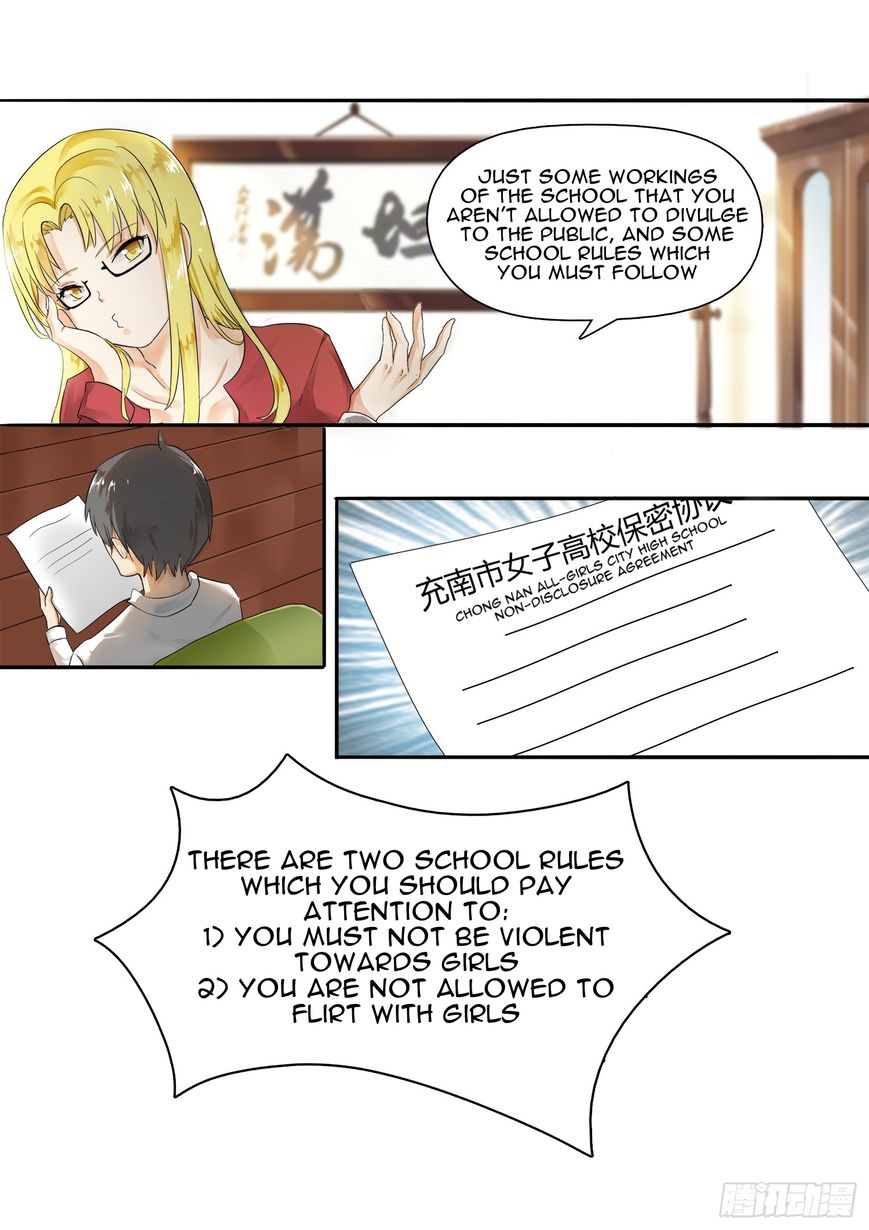 JUST SOME WORKINGS
OF THE SCHOOL THAT YOU
AREN'T ALLOWED TO DIVULGE
TO THE PUBLIC, AND SOME
SCHOOL RULES WHICH
YOU MUST FOLLOW
充南市女子高校保密协议
CHONG NAN ALL-GIRLS CITY HIGH SCHOOL
NON-DISCLOSURE AGREEMENT
THERE ARE TWO SCHOOL RULES
WHICH YOU SHOULD PAY
ATTENTION TO:
1) YOU MUST NOT BE VIOLENT
TOWARDS GIRLS
2) YOU ARE NOT ALLOWED TO
FLIRT WITH GIRLS
腾讯动漫